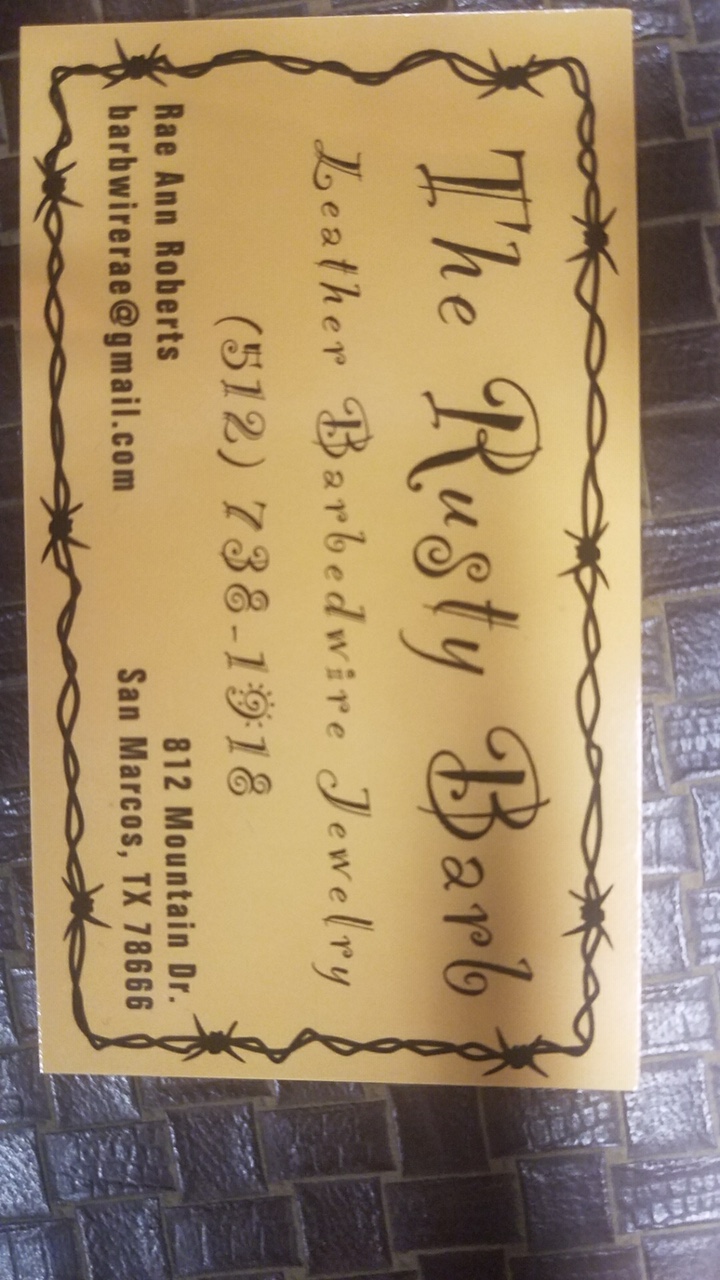 The Rusty Barb
Leather Barbedwire Jewelry
(512) 738-1918
Rae Ann Roberts
barbwirerae@gmail.com
812 Mountain Dr.
San Marcos, TX 78666